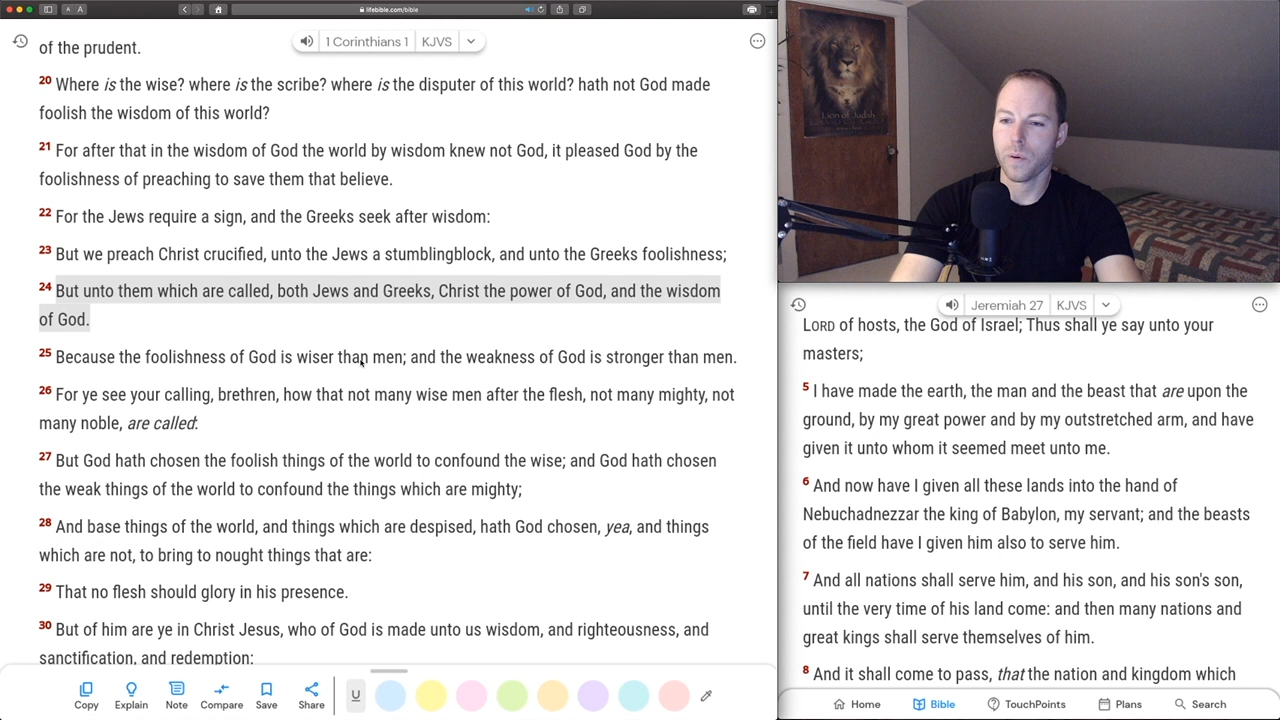 A A
lifebible.com/bible
of the prudent.
1 Corinthians 1 KJVS
20 Where is the wise? where is the scribe? where is the disputer of this world? hath not God made
foolish the wisdom of this world?
21 For after that in the wisdom of God the world by wisdom knew not God, it pleased God by the
foolishness of preaching to save them that believe.
22 For the Jews require a sign, and the Greeks seek after wisdom:
23 But we preach Christ crucified, unto the Jews a stumblingblock, and unto the Greeks foolishness;
24 But unto them which are called, both Jews and Greeks, Christ the power of God, and the wisdom
of God.
25 Because the foolishness of God is wiser than men; and the weakness of God is stronger than men.
26 For ye see your calling, brethren, how that not many wise men after the flesh, not many mighty, not
many noble, are called:
27 But God hath chosen the foolish things of the world to confound the wise; and God hath chosen
the weak things of the world to confound the things which are mighty;
28 And base things of the world, and things which are despised, hath God chosen, yea, and things
which are not, to bring to nought things that are:
29 That no flesh should glory in his presence.
30 But of him are ye in Christ Jesus, who of God is made unto us wisdom, and righteousness, and
sanctification, and redemption:
Copy Explain Note Compare Save Share U
Lion of Judah
Jeremiah 27 KJVS
LORD of hosts, the God of Israel; Thus shall ye say unto your
masters;
5 I have made the earth, the man and the beast that are upon the
ground, by my great power and by my outstretched arm, and have
given it unto whom it seemed meet unto me.
6 And now have I given all these lands into the hand of
Nebuchadnezzar the king of Babylon, my servant; and the beasts
of the field have I given him also to serve him.
7 And all nations shall serve him, and his son, and his son's son,
until the very time of his land come: and then many nations and
great kings shall serve themselves of him.
8 And it shall come to pass, that the nation and kingdom which
Home Bible TouchPoints Plans Search